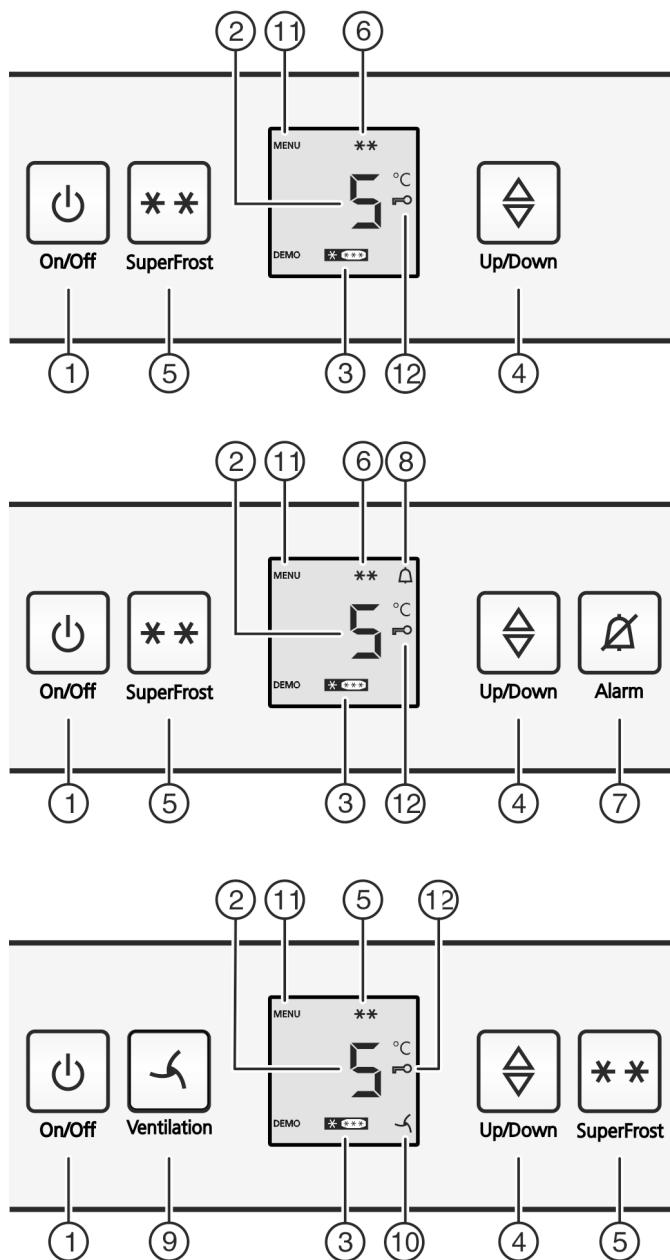 2 11 6
MENU
5 °C
On/Off SuperFrost DEMO Up/Down
1 5 3 12 4
2 11 6 8
MENU
5 °C
On/Off SuperFrost DEMO Up/Down Alarm
1 5 3 12 4 7
2 11 5 12
MENU
5 °C
DEMO
On/Off Ventilation Up/Down SuperFrost
1 9 3 10 4 5